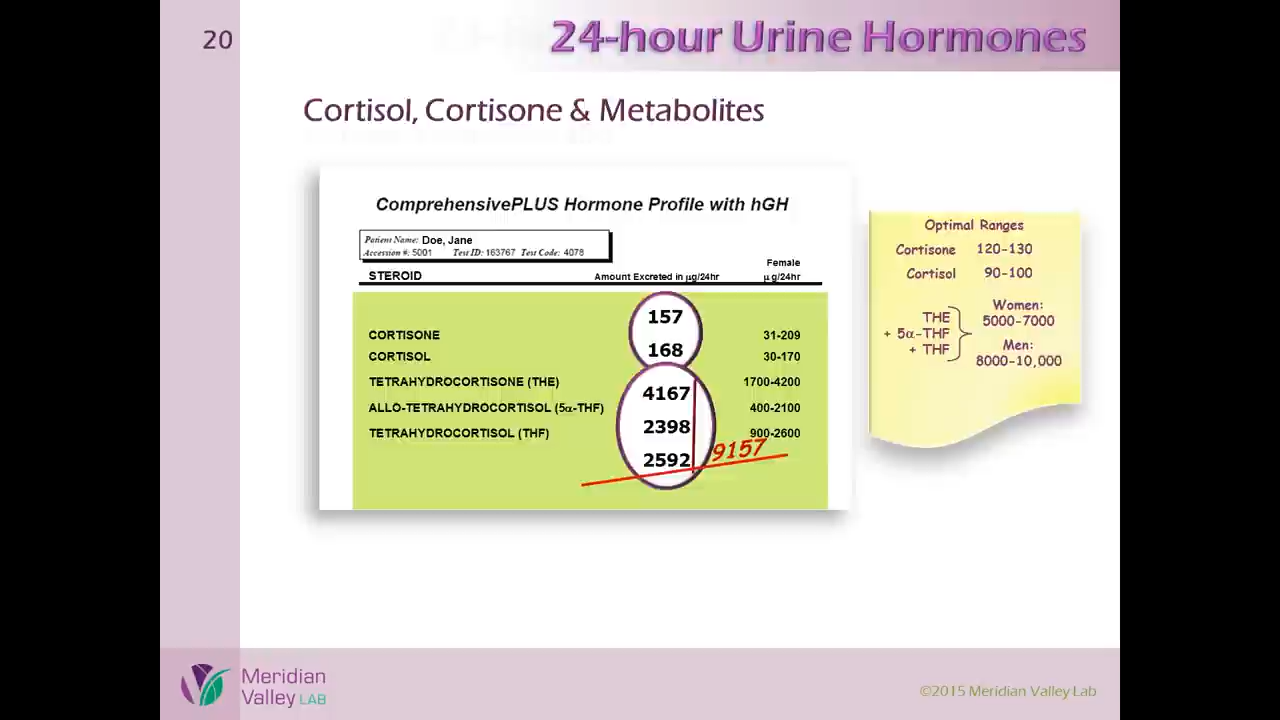 20
24-hour Urine Hormones
Cortisol, Cortisone & Metabolites
ComprehensivePLUS Hormone Profile with hGH
Patient Name: Doe, Jane
Accession #: 5001 Test ID: 163767 Test Code: 4078
Female
STEROID Amount Excreted in µg/24hr µ g/24hr
157
CORTISONE 31-209
168
CORTISOL 30-170
TETRAHYDROCORTISONE (THE) 1700-4200
4167
ALLO-TETRAHYDROCORTISOL (5α-THF) 400-2100
2398
TETRAHYDROCORTISOL (THF) 900-2600
2592
9157
Optimal Ranges
Cortisone 120-130
Cortisol 90-100
THE
+ 5α-THF
+ THF
Women:
5000-7000
Men:
8000-10,000
Meridian
Valley LAB
©2015 Meridian Valley Lab